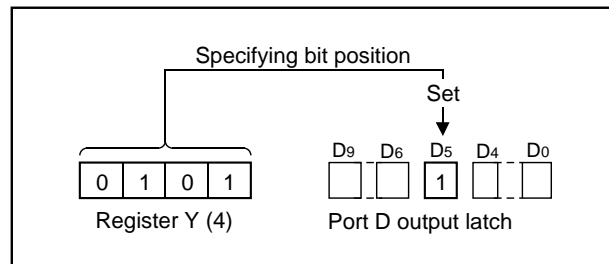 Specifying bit position
Set
D9 D6 D5 D4 D0
0 1 0 1 1
Register Y (4) Port D output latch